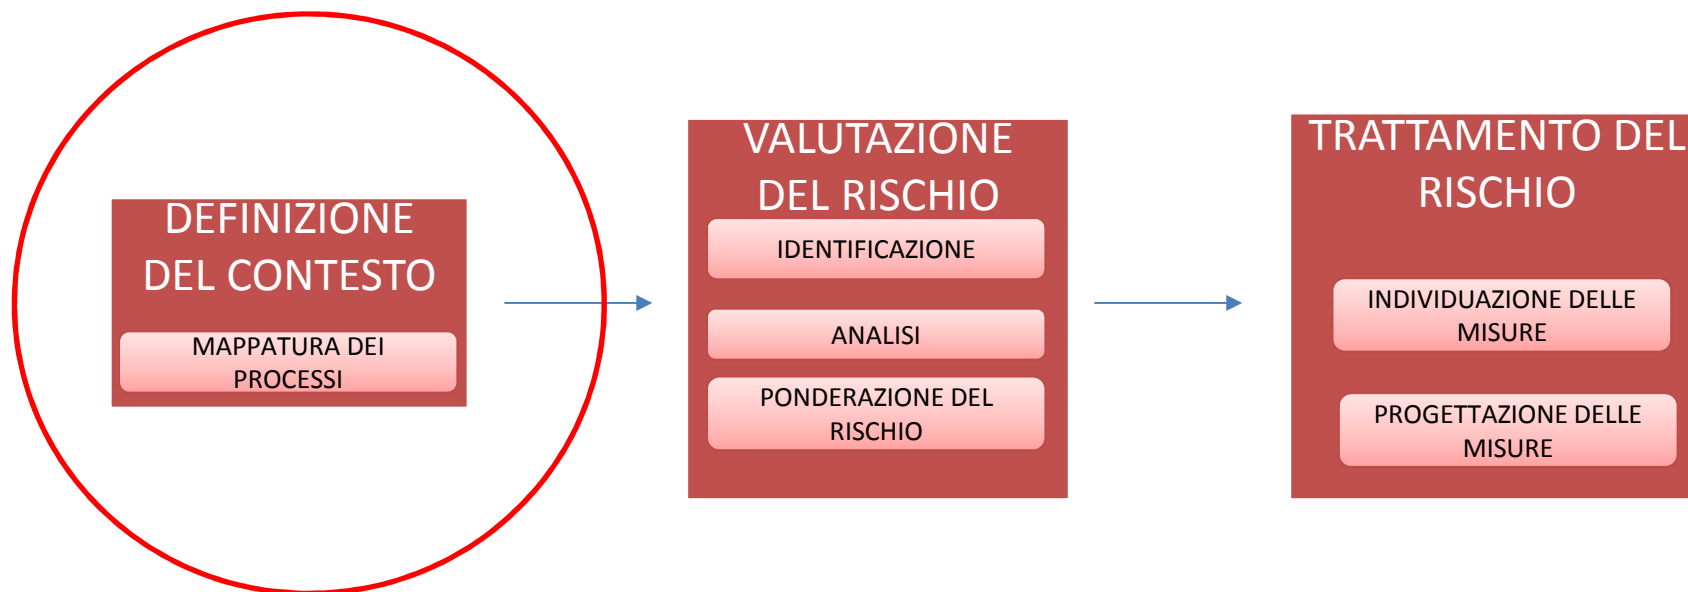 DEFINIZIONE
DEL CONTESTO
MAPPATURA DEI
PROCESSI
VALUTAZIONE
DEL RISCHIO
IDENTIFICAZIONE
ANALISI
PONDERAZIONE DEL
RISCHIO
TRATTAMENTO DEL
RISCHIO
INDIVIDUAZIONE DELLE
MISURE
PROGETTAZIONE DELLE
MISURE